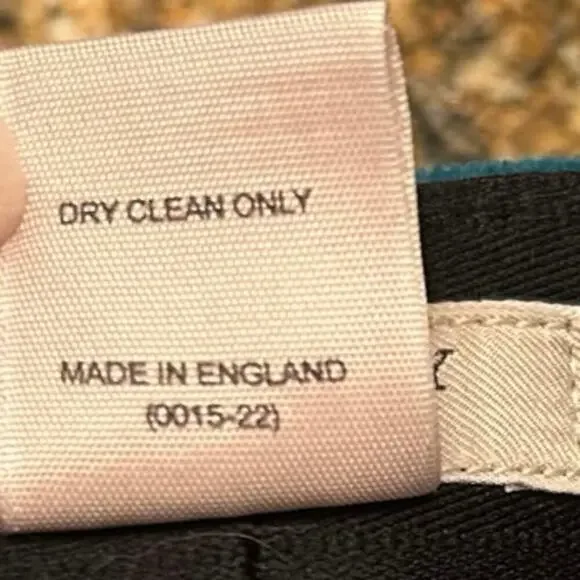 DRY CLEAN ONLY
MADE IN ENGLAND
(0015-22)